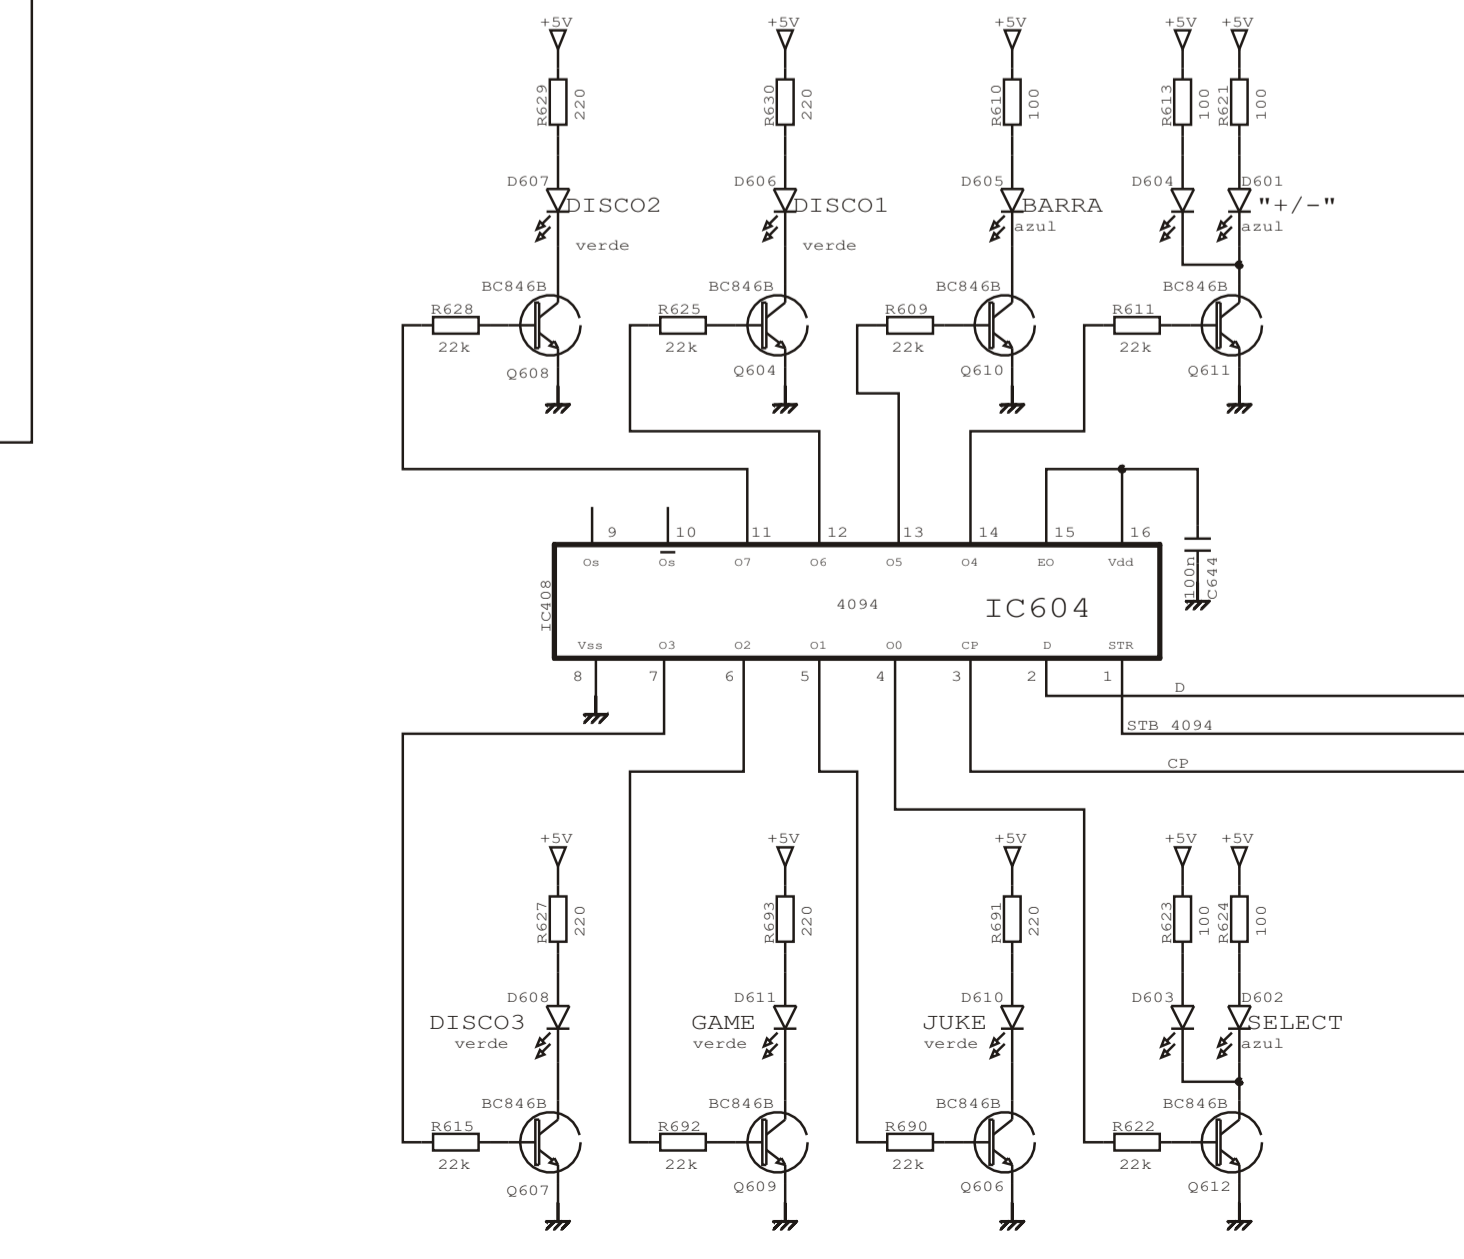 +5V +5V +5V +5V +5V
R629 220 R630 220 R610 100 R613 100 R621 100
D607 D606 D605 D604 D601
DISCO2 DISCO1 BARRA "+/-"
azul azul
verde verde
BC846B BC846B BC846B BC846B
R628 R625 R609 R611
22k 22k 22k 22k
Q608 Q604 Q610 Q611
9 10 11 12 13 14 15 16
Os Os O7 O6 O5 O4 EO Vdd
100n C644
IC408 4094 IC604
Vss O3 O2 O1 O0 CP D STR
8 7 6 5 4 3 2 1
D
STB 4094
CP
+5V +5V +5V +5V +5V
R627 220 R693 220 R691 220 R623 100 R624 100
D608 D611 D610 D603 D602
DISCO3 GAME JUKE SELECT
verde verde verde azul
BC846B BC846B BC846B BC846B
R615 R692 R690 R622
22k 22k 22k 22k
Q607 Q609 Q606 Q612